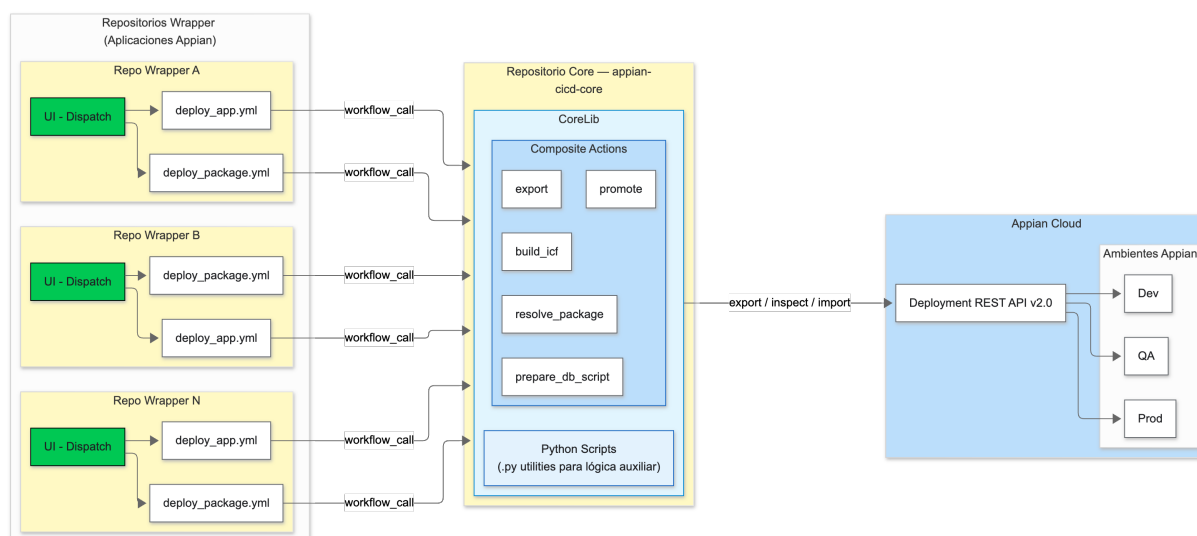 Repositorios Wrapper
(Aplicaciones Appian)
Repo Wrapper A
UI - Dispatch
deploy_app.yml
deploy_package.yml
workflow_call
workflow_call
Repo Wrapper B
UI - Dispatch
deploy_package.yml
deploy_app.yml
workflow_call
workflow_call
Repo Wrapper N
UI - Dispatch
deploy_app.yml
deploy_package.yml
workflow_call
workflow_call
Repositorio Core — appian-
cicd-core
CoreLib
Composite Actions
export
promote
build_icf
resolve_package
prepare_db_script
Python Scripts
(.py utilities para lógica auxiliar)
export / inspect / import
Appian Cloud
Deployment REST API v2.0
Ambientes Appian
Dev
QA
Prod